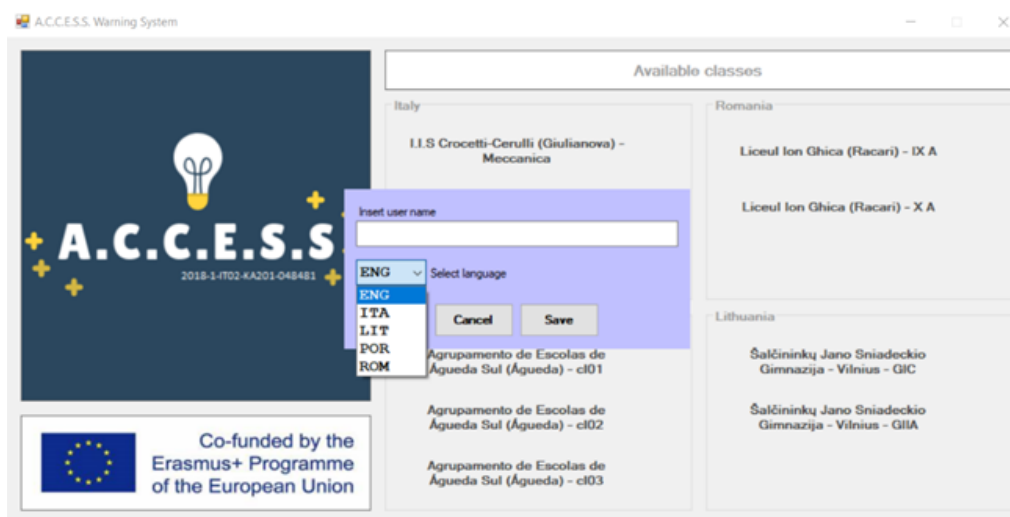 A.C.C.E.S.S. Warning System
Available classes
A.C.C.E.S.S
2018-1-IT02-KA201-048481
Co-funded by the
Erasmus+ Programme
of the European Union
Italy
I.I.S Crocetti-Cerulli (Giulianova) -
Meccanica
Romania
Liceul Ion Ghica (Racari) - IX A
Liceul Ion Ghica (Racari) - X A
Insert user name
ENG
Select language
ENG
ITA
LIT
POR
ROM
Cancel
Save
Agrupamento de Escolas de
Águeda Sul (Águeda) - cl01
Agrupamento de Escolas de
Águeda Sul (Águeda) - cl02
Agrupamento de Escolas de
Águeda Sul (Águeda) - cl03
Lithuania
Šalčininkų Jano Sniadeckio
Gimnazija - Vilnius - GIC
Šalčininkų Jano Sniadeckio
Gimnazija - Vilnius - GIIA